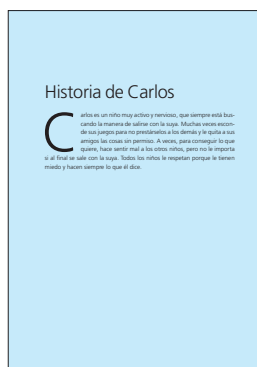 Historia de Carlos
Carlos es un niño muy activo y nervioso, que siempre está bus-
cando la manera de salirse con la suya. Muchas veces escon-
de sus juegos para no prestárselos a los demás y le quita a sus
amigos las cosas sin permiso. A veces, para conseguir lo que
quiere, hace sentir mal a los otros niños, pero no le importa
si al final se sale con la suya. Todos los niños le respetan porque le tienen
miedo y hacen siempre lo que él dice.